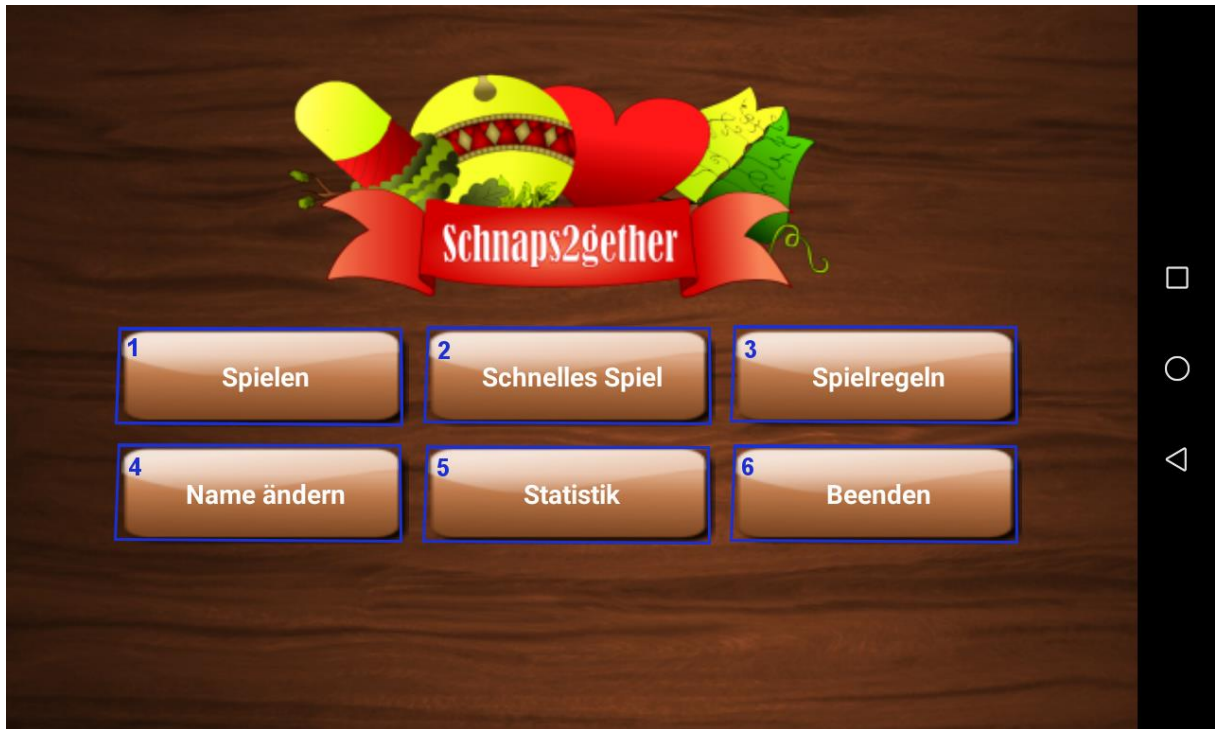 Schnaps2gether
1
Spielen
2
Schnelles Spiel
3
Spielregeln
4
Name ändern
5
Statistik
6
Beenden